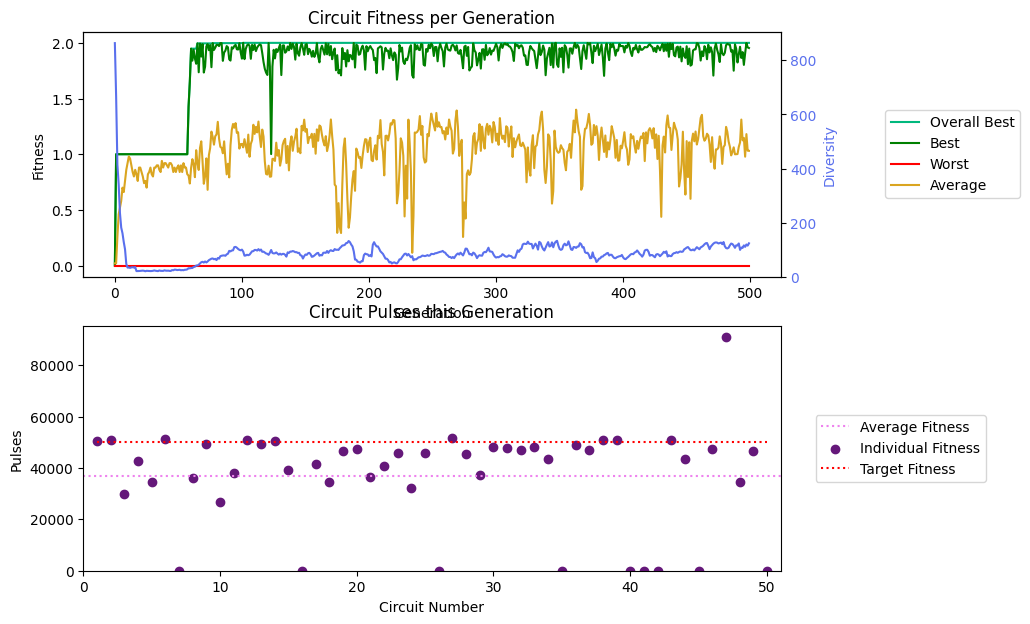 Circuit Fitness per Generation
2.0
1.5
1.0
0.5
0.0
Fitness
800
600
400
200
0
Diversity
0 100 200 300 400 500
Generation
Overall Best
Best
Worst
Average
Circuit Pulses this Generation
80000
60000
40000
20000
0
Pulses
0 10 20 30 40 50
Circuit Number
Average Fitness
Individual Fitness
Target Fitness